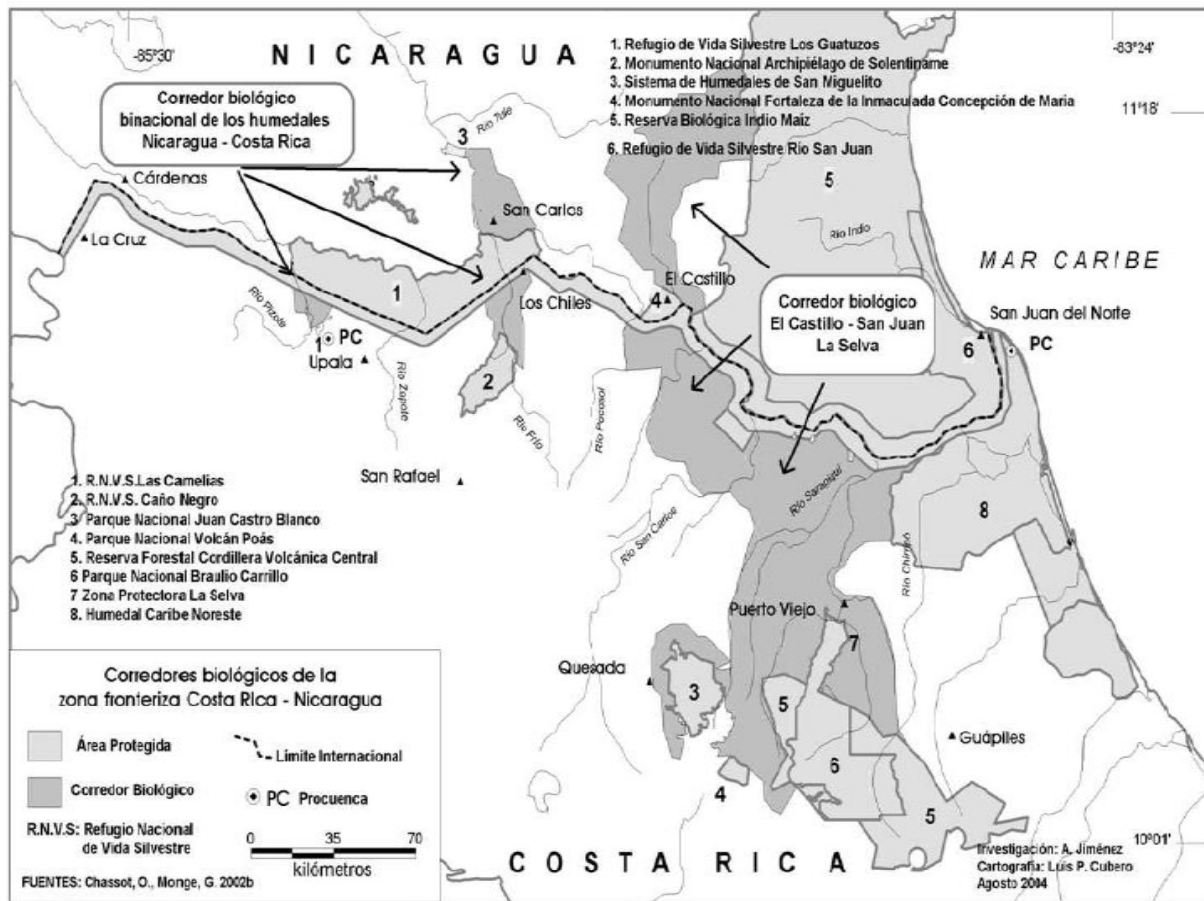 NICARAGUA
-85º30'
-83º24'
11º18'
1. Refugio de Vida Silvestre Los Guatuzos
2. Monumento Nacional Archipiélago de Solentiname
3. Sistema de Humedales de San Miguelito
4. Monumento Nacional Fortaleza de la Inmaculada Concepción de Maria
5. Reserva Biológica Indio Maíz
6. Refugio de Vida Silvestre Rio San Juan
Corredor biológico
binacional de los humedales
Nicaragua - Costa Rica
3
Río Tule
5
Cárdenas
La Cruz
San Carlos
Río Indio
MAR CARIBE
1
Los Chiles
4
El Castillo
Corredor biológico
El Castillo - San Juan
La Selva
San Juan del Norte
6
PC
Río Pizote
1
PC
Upala
Río Zapote
2
Río Frío
Río Pocosol
San Rafael
Río San Carlos
Río Sarapiquí
Río Chirripó
8
1. R.N.V.S.Las Camelias
2. R.N.V.S. Caño Negro
3 Parque Nacional Juan Castro Blanco
4. Parque Nacional Volcán Poás
5. Reserva Forestal Cordillera Volcánica Central
6 Parque Nacional Braulio Carrillo
7 Zona Protectora La Selva
8. Humedal Caribe Noreste
Puerto Viejo
7
Quesada
3
5
6
4
5
Guápiles
Corredores biológicos de la
zona fronteriza Costa Rica - Nicaragua
Área Protegida
Límite Internacional
Corredor Biológico
PC Procuenca
R.N.V.S: Refugio Nacional
de Vida Silvestre
0 35 70
kilómetros
FUENTES: Chassot, O., Monge, G. 2002b
COSTA RICA
10º01'
Investigación: A. Jiménez
Cartografía: Luis P. Cubero
Agosto 2004